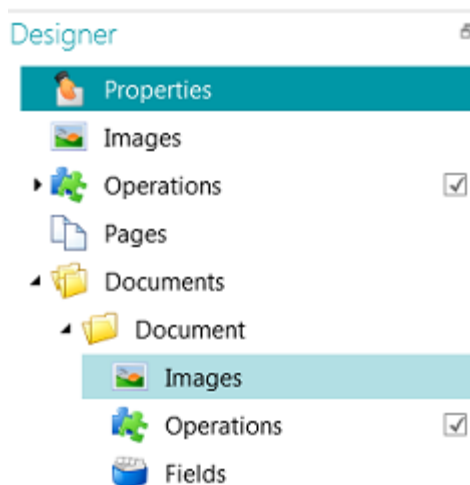 Designer
Properties
Images
Operations
Pages
Documents
Document
Images
Operations
Fields